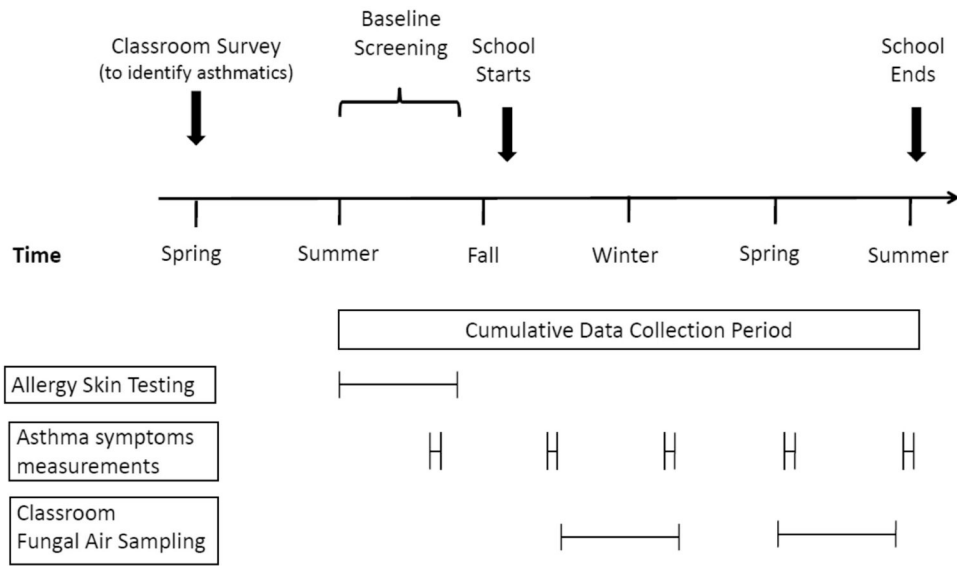 Baseline
Screening
Classroom Survey
(to identify asthmatics)
School
Starts
School
Ends
Time
Spring
Summer
Fall
Winter
Spring
Summer
Cumulative Data Collection Period
Allergy Skin Testing
Asthma symptoms
measurements
Classroom
Fungal Air Sampling